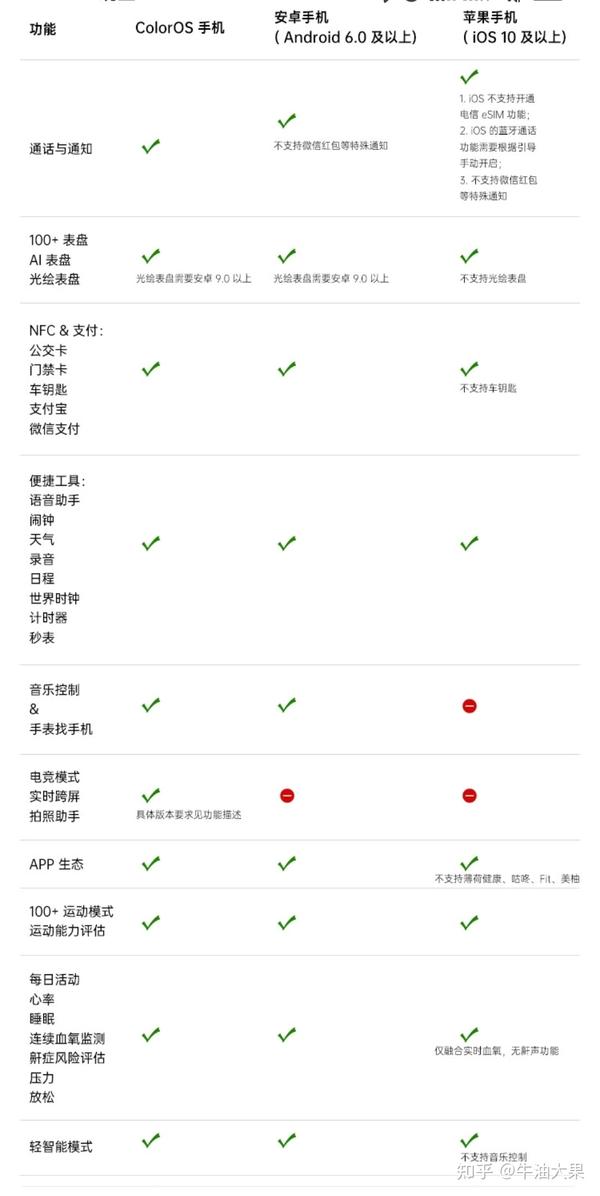 功能
ColorOS 手机
安卓手机
( Android 6.0 及以上)
苹果手机
( iOS 10 及以上)
通话与通知
不支持微信红包等特殊通知
1. iOS 不支持开通
电信 eSIM 功能;
2. iOS 的蓝牙通话
功能需要根据引导
手动开启;
3. 不支持微信红包
等特殊通知
100+ 表盘
AI 表盘
光绘表盘
光绘表盘需要安卓 9.0 以上
光绘表盘需要安卓 9.0 以上
不支持光绘表盘
NFC & 支付:
公交卡
门禁卡
车钥匙
支付宝
微信支付
不支持车钥匙
便捷工具:
语音助手
闹钟
天气
录音
日程
世界时钟
计时器
秒表
音乐控制
&
手表找手机
电竞模式
实时跨屏
拍照助手
具体版本要求见功能描述
APP 生态
不支持薄荷健康、咕咚、Fit、美柚
100+ 运动模式
运动能力评估
每日活动
心率
睡眠
连续血氧监测
鼾症风险评估
压力
放松
仅融合实时血氧，无鼾声功能
轻智能模式
不支持音乐控制
知乎 @牛油大果